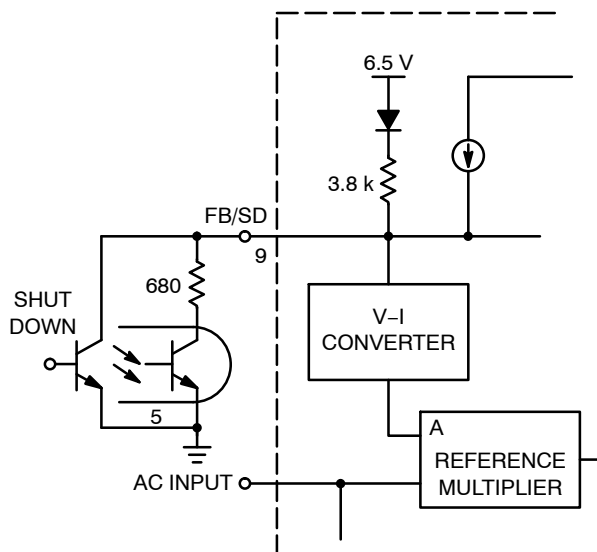 6.5 V
3.8 k
FB/SD
9
680
SHUT
DOWN
V–I
CONVERTER
5
A
REFERENCE
MULTIPLIER
AC INPUT